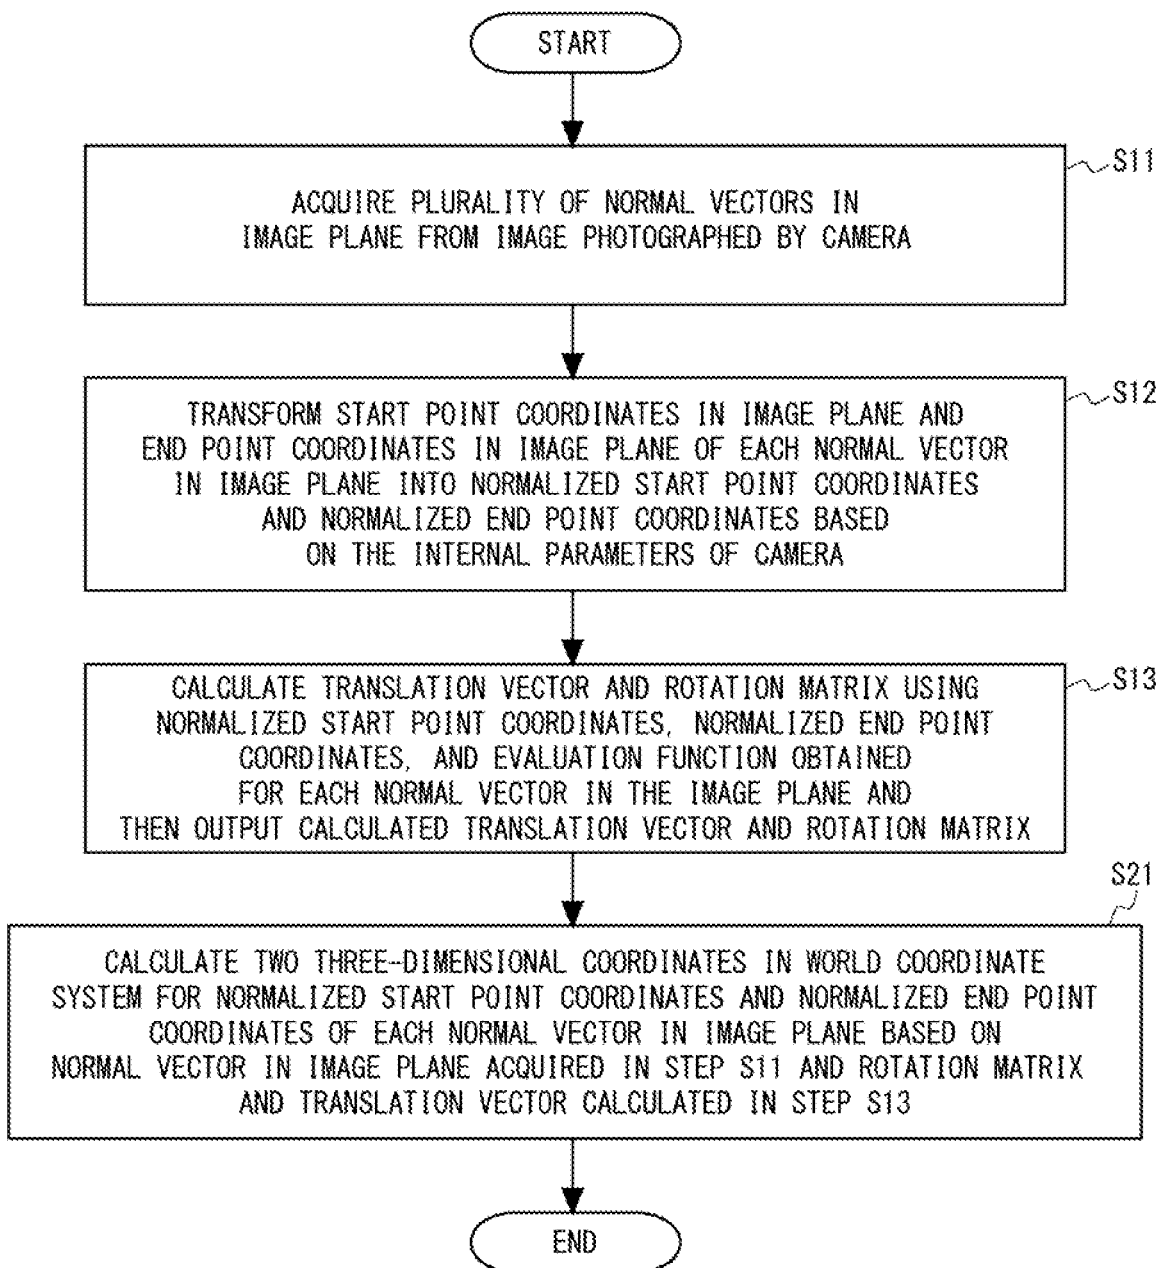 START
S11
ACQUIRE PLURALITY OF NORMAL VECTORS IN
IMAGE PLANE FROM IMAGE PHOTOGRAPHED BY CAMERA
S12
TRANSFORM START POINT COORDINATES IN IMAGE PLANE AND
END POINT COORDINATES IN IMAGE PLANE OF EACH NORMAL VECTOR
IN IMAGE PLANE INTO NORMALIZED START POINT COORDINATES
AND NORMALIZED END POINT COORDINATES BASED
ON THE INTERNAL PARAMETERS OF CAMERA
S13
CALCULATE TRANSLATION VECTOR AND ROTATION MATRIX USING
NORMALIZED START POINT COORDINATES, NORMALIZED END POINT
COORDINATES, AND EVALUATION FUNCTION OBTAINED
FOR EACH NORMAL VECTOR IN THE IMAGE PLANE AND
THEN OUTPUT CALCULATED TRANSLATION VECTOR AND ROTATION MATRIX
S21
CALCULATE TWO THREE-DIMENSIONAL COORDINATES IN WORLD COORDINATE
SYSTEM FOR NORMALIZED START POINT COORDINATES AND NORMALIZED END POINT
COORDINATES OF EACH NORMAL VECTOR IN IMAGE PLANE BASED ON
NORMAL VECTOR IN IMAGE PLANE ACQUIRED IN STEP S11 AND ROTATION MATRIX
AND TRANSLATION VECTOR CALCULATED IN STEP S13
END